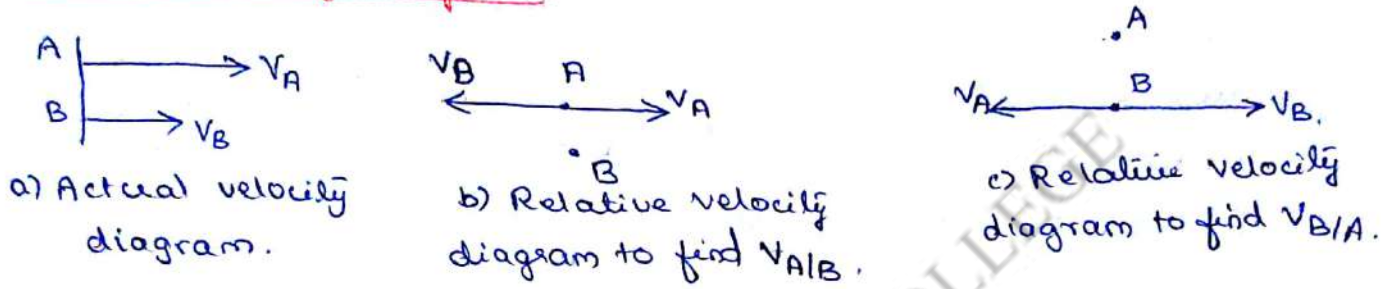 A
V_A
B
V_B
a) Actual velocity
diagram.
V_B A V_A
B
b) Relative velocity
diagram to find V_A/B.
A
B
V_A V_B.
c) Relative velocity
diagram to find V_B/A.
COLLEGE